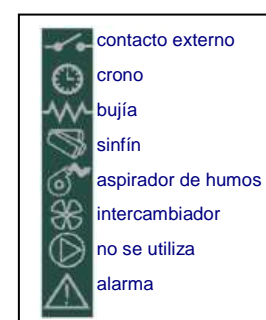 contacto externo
crono
bujía
sinfín
aspirador de humos
intercambiador
no se utiliza
alarma